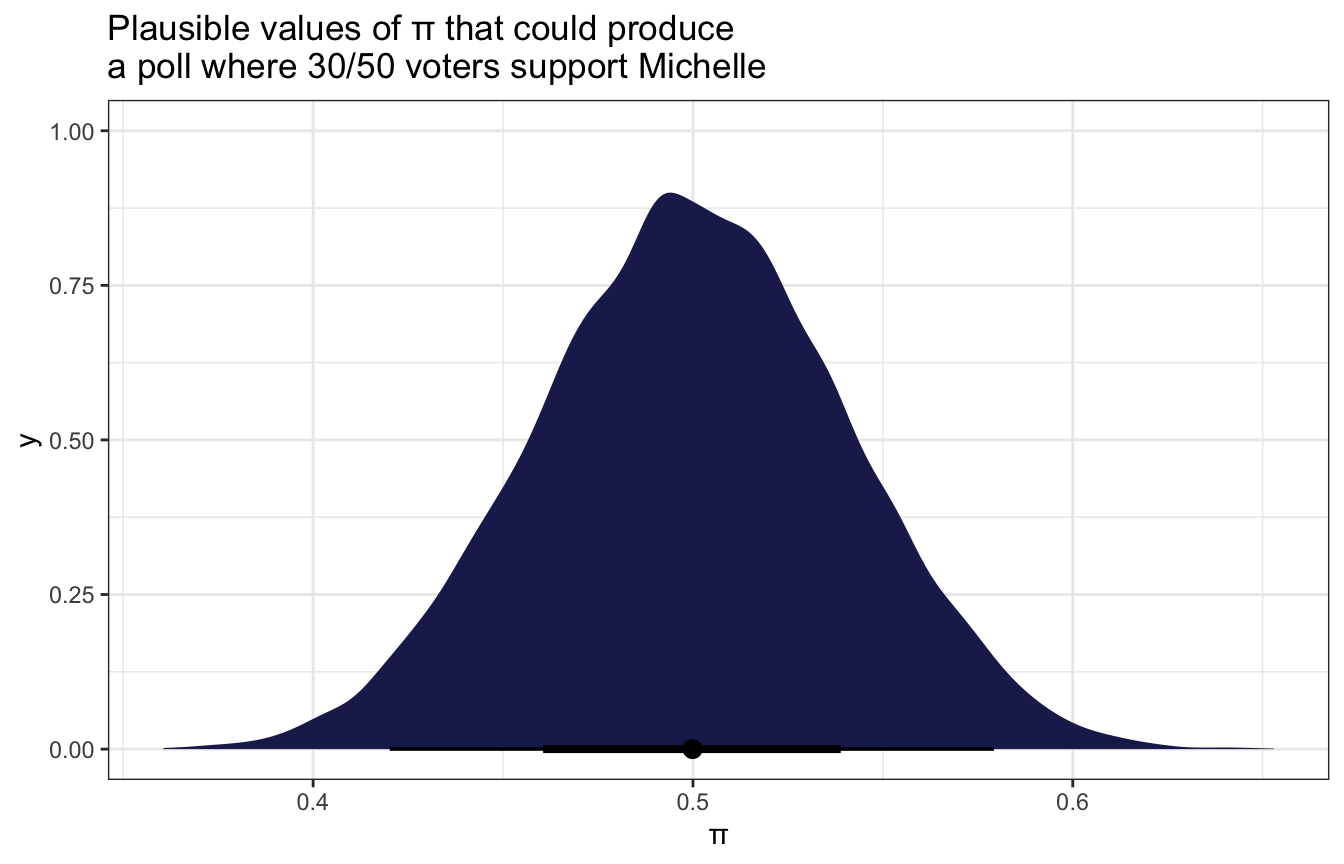 Plausible values of π that could produce
a poll where 30/50 voters support Michelle
1.00
0.75
0.50
0.25
0.00
y
0.4 0.5 0.6
π